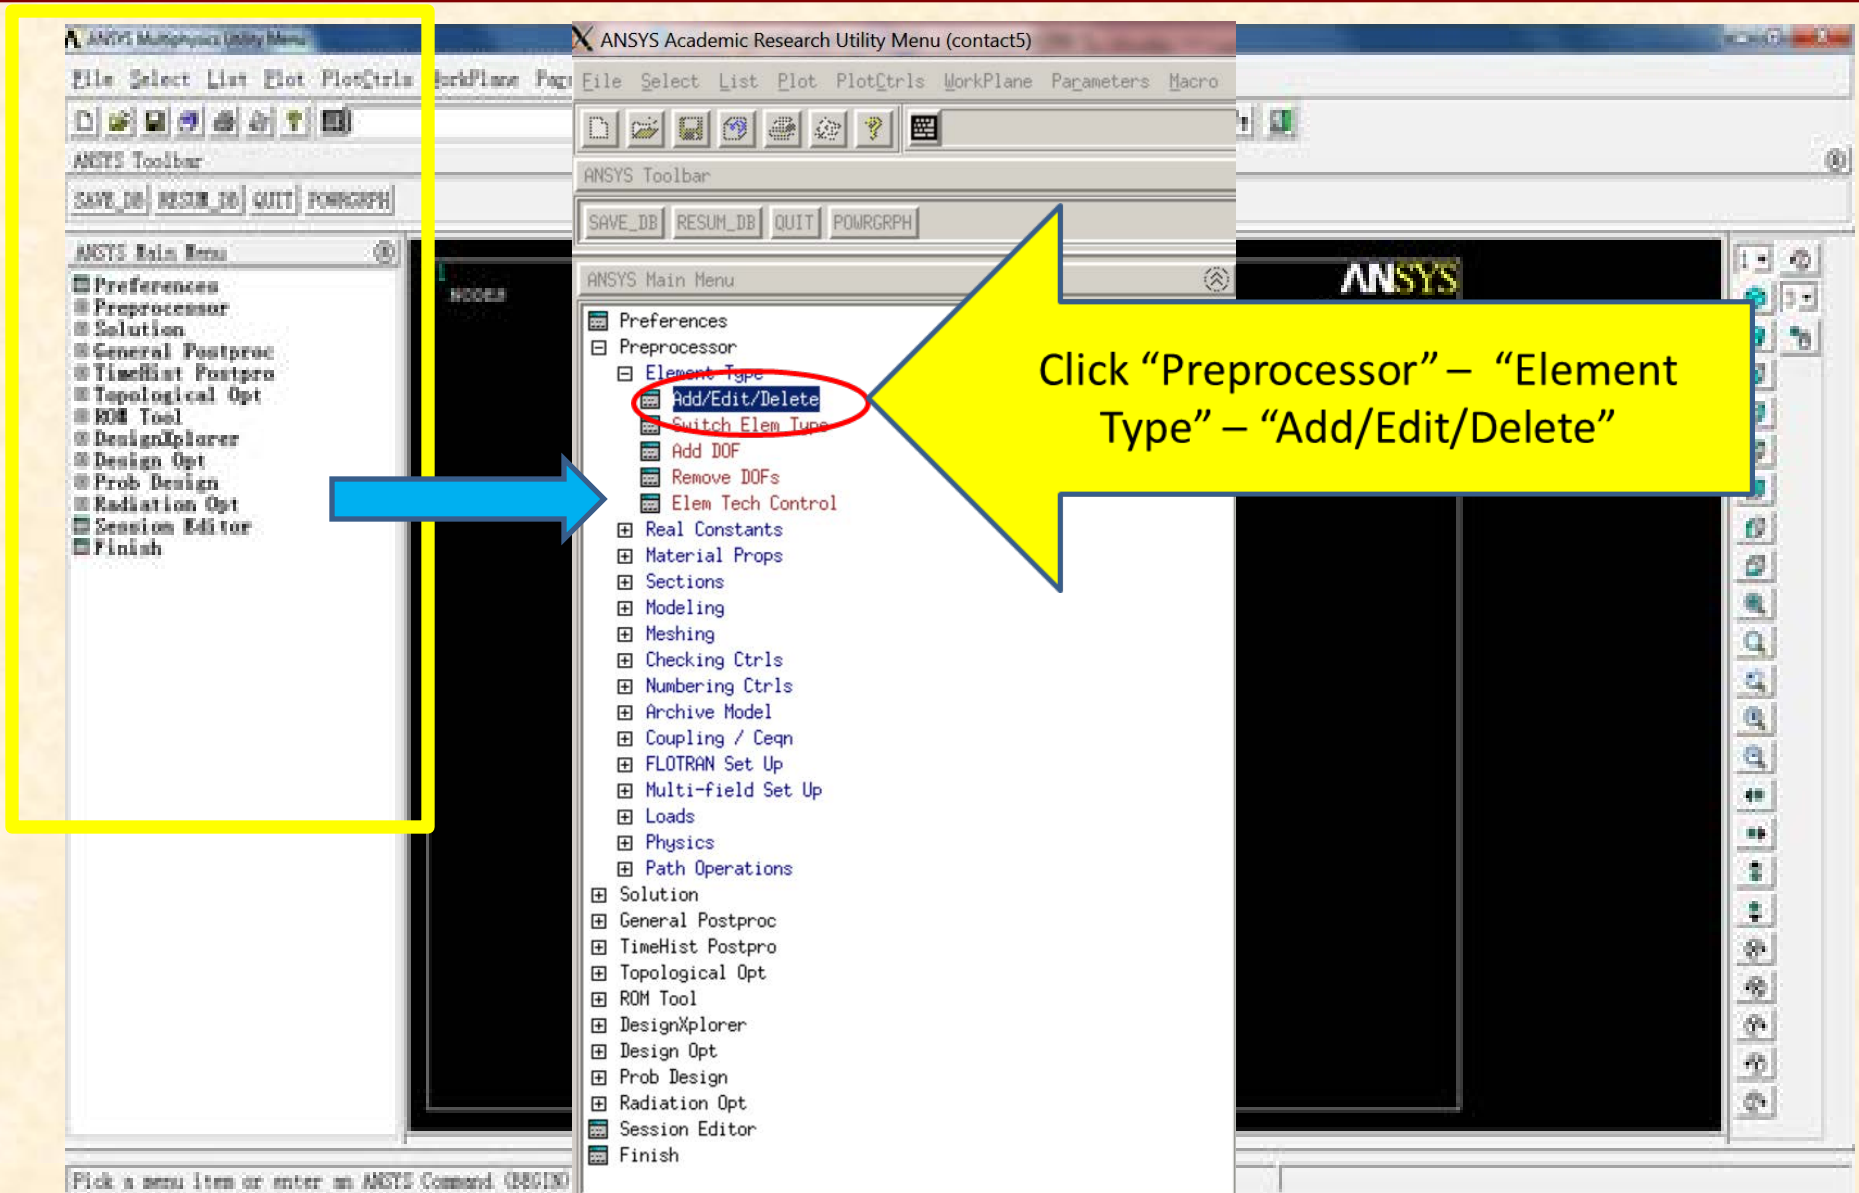 ANSYS Multiphysics Utility Menu
File Select List Plot PlotCtrls WorkPlane
ANSYS Toolbar
SAVE_DB RESUM_DB QUIT POWRGRPH
ANSYS Main Menu
Preferences
Preprocessor
Solution
General Postproc
TimeHist Postpro
Topological Opt
ROM Tool
DesignXplorer
Design Opt
Prob Design
Radiation Opt
Session Editor
Finish
Pick a menu item or enter an ANSYS Command (BEGIN)
1
NODES
ANSYS Academic Research Utility Menu (contact5)
File Select List Plot PlotCtrls WorkPlane Parameters Macro
ANSYS Toolbar
SAVE_DB RESUM_DB QUIT POWRGRPH
ANSYS Main Menu
Preferences
Preprocessor
Element Type
Add/Edit/Delete
Switch Elem Type
Add DOF
Remove DOFs
Elem Tech Control
Real Constants
Material Props
Sections
Modeling
Meshing
Checking Ctrls
Numbering Ctrls
Archive Model
Coupling / Ceqn
FLOTRAN Set Up
Multi-field Set Up
Loads
Physics
Path Operations
Solution
General Postproc
TimeHist Postpro
Topological Opt
ROM Tool
DesignXplorer
Design Opt
Prob Design
Radiation Opt
Session Editor
Finish
ANSYS
Click “Preprocessor” – “Element
Type” – “Add/Edit/Delete”
1
3